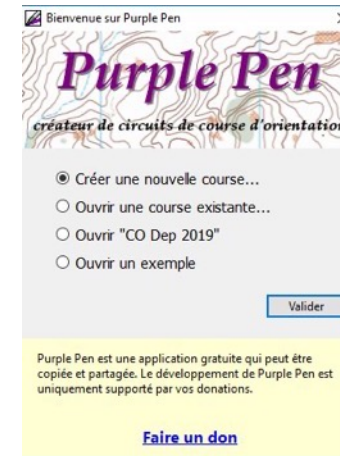 Bienvenue sur Purple Pen
Purple Pen
créateur de circuits de course d'orientation
Créer une nouvelle course...
Ouvrir une course existante...
Ouvrir "CO Dep 2019"
Ouvrir un exemple
Valider
Purple Pen est une application gratuite qui peut être
copiée et partagée. Le développement de Purple Pen est
uniquement supporté par vos donations.
Faire un don